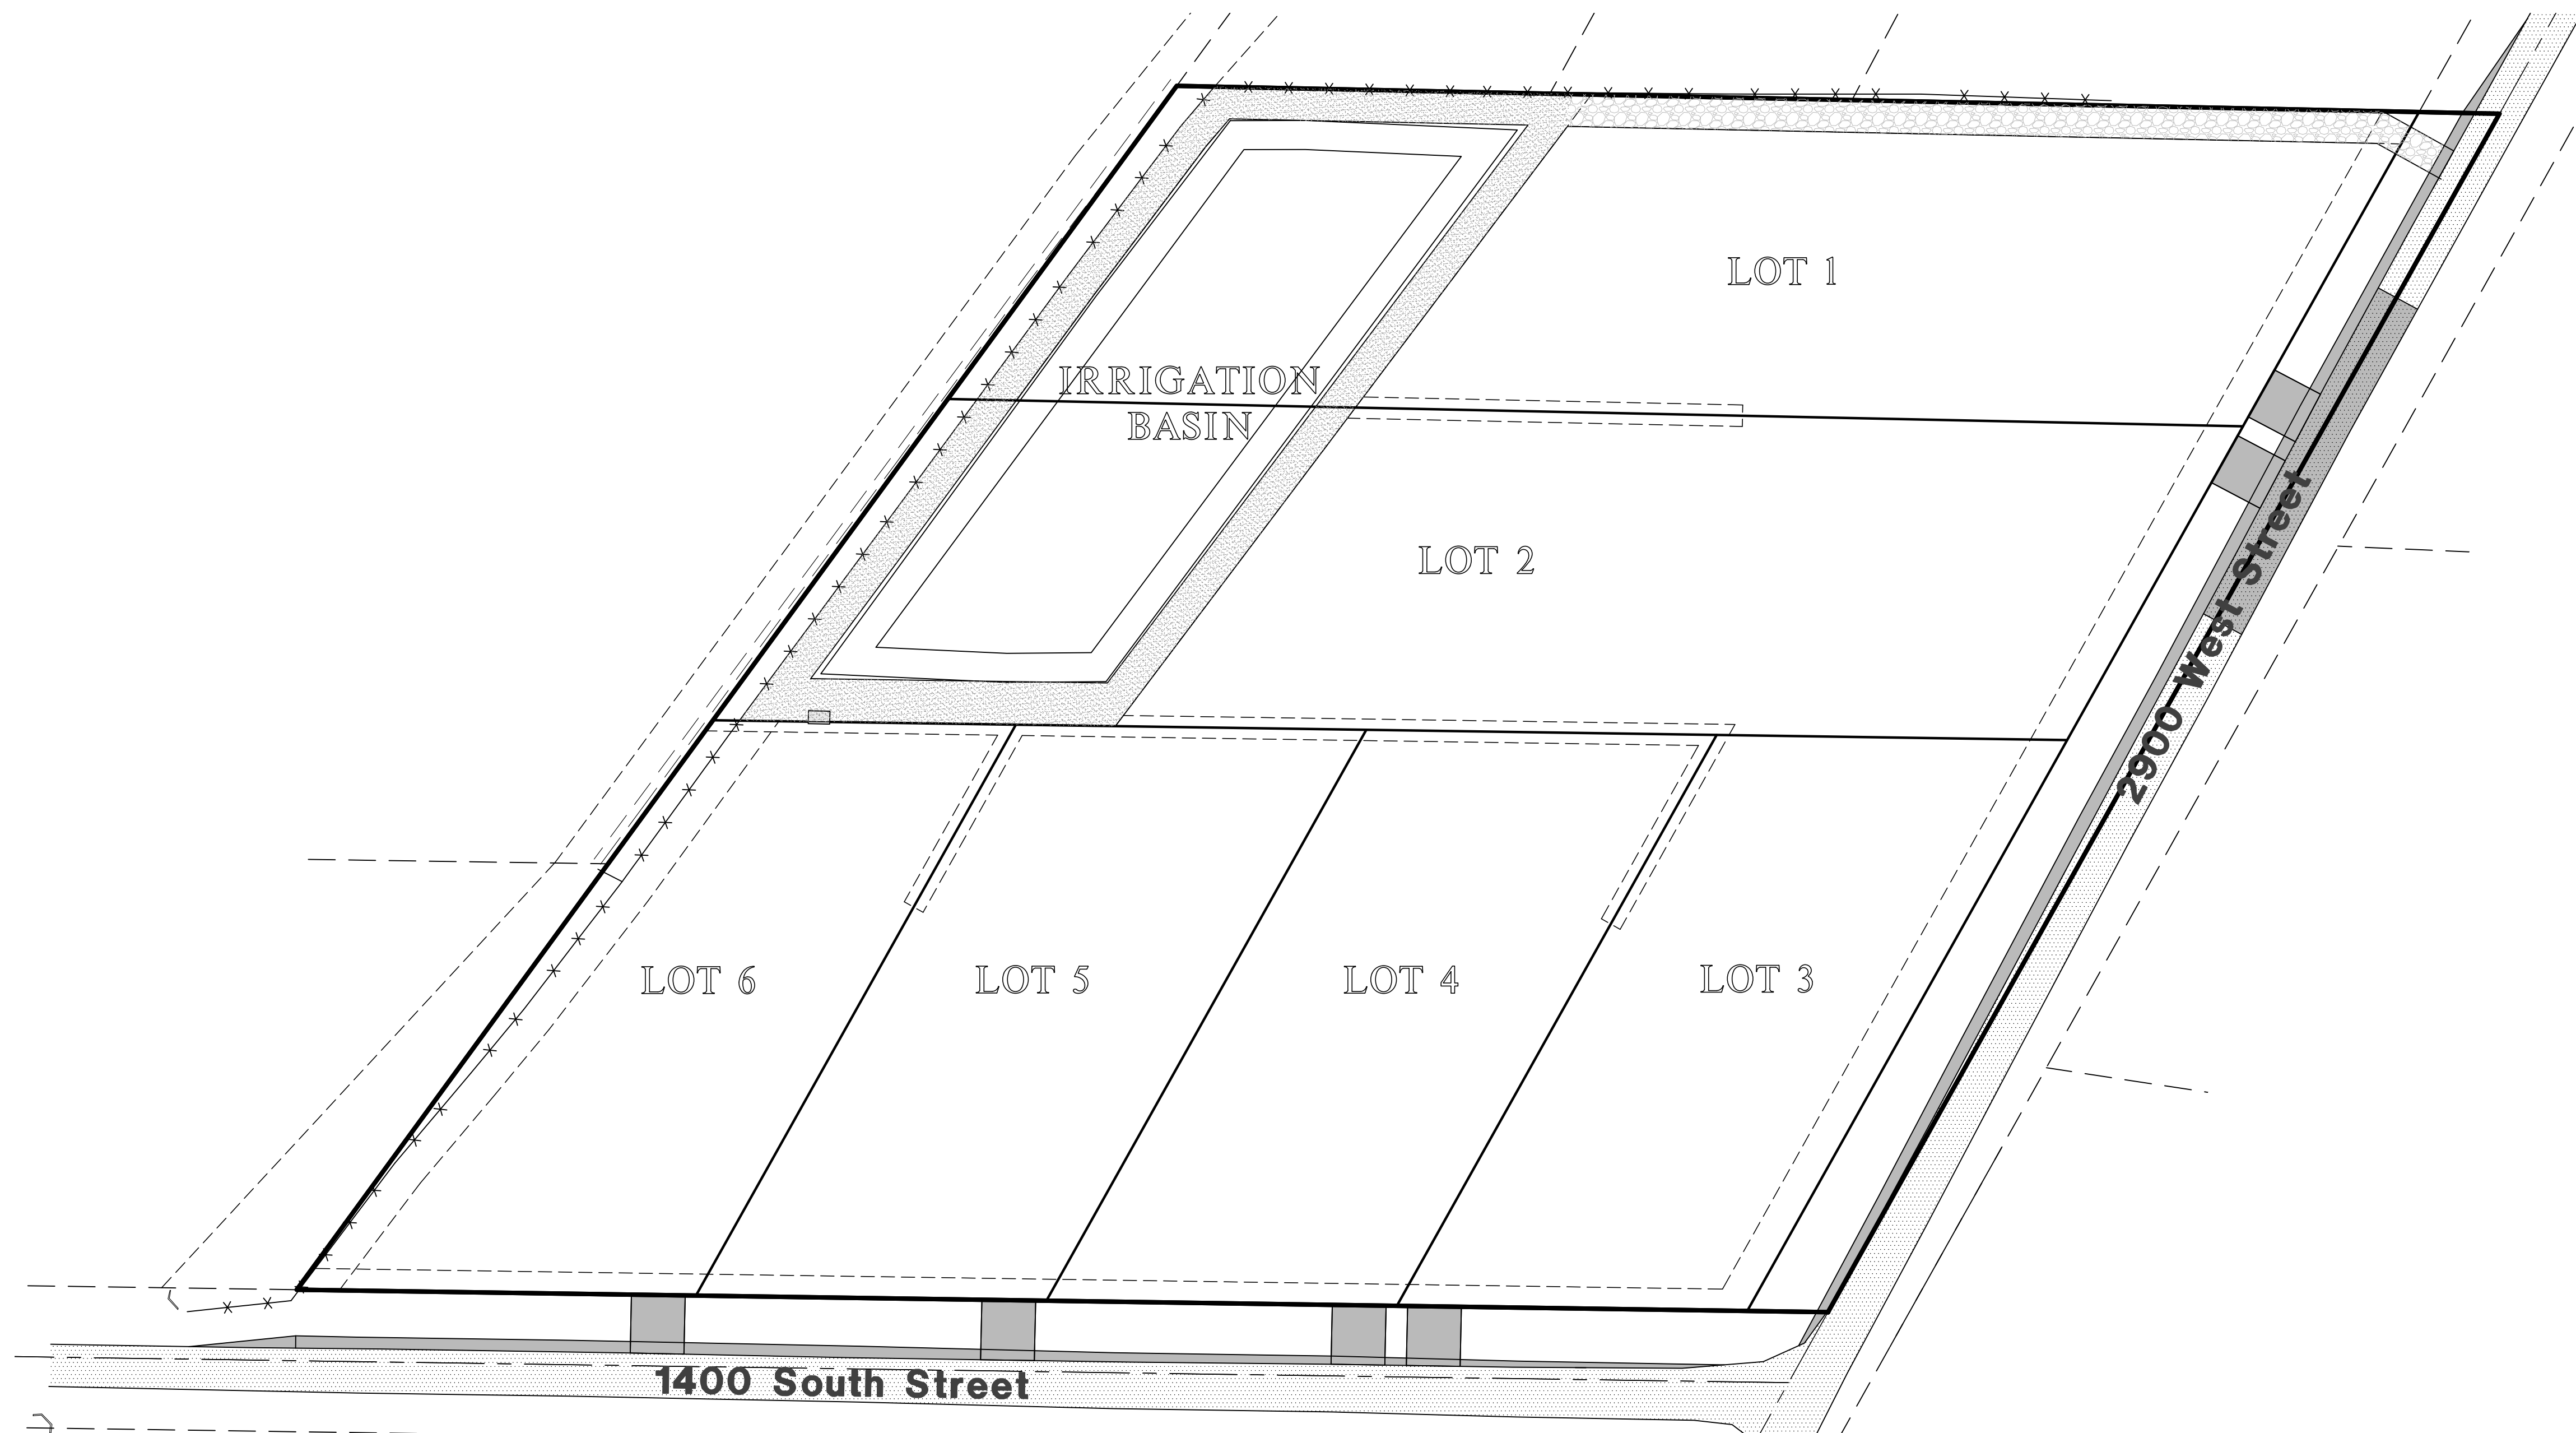 LOT 1
IRRIGATION
BASIN
LOT 2
2900 West Street
LOT 6
LOT 5
LOT 4
LOT 3
1400 South Street